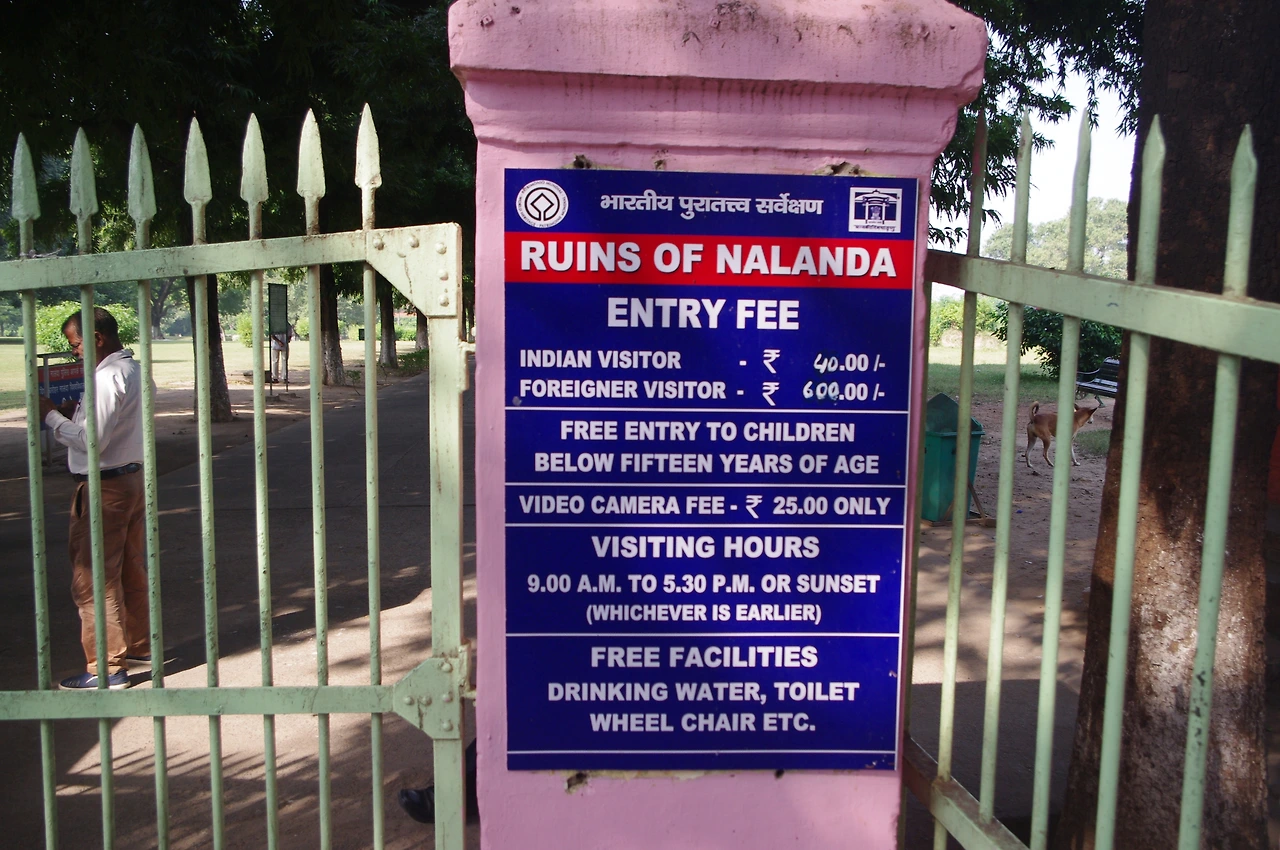 भारतीय पुरातत्त्व सर्वेक्षण
RUINS OF NALANDA
ENTRY FEE
INDIAN VISITOR - ₹ 40.00 /-
FOREIGNER VISITOR - ₹ 600.00 /-
FREE ENTRY TO CHILDREN
BELOW FIFTEEN YEARS OF AGE
VIDEO CAMERA FEE - ₹ 25.00 ONLY
VISITING HOURS
9.00 A.M. TO 5.30 P.M. OR SUNSET
(WHICHEVER IS EARLIER)
FREE FACILITIES
DRINKING WATER, TOILET
WHEEL CHAIR ETC.